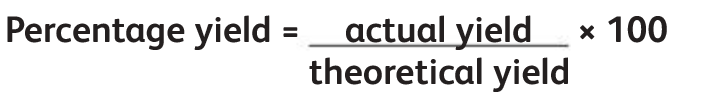 Percentage yield = actual yield × 100
theoretical yield